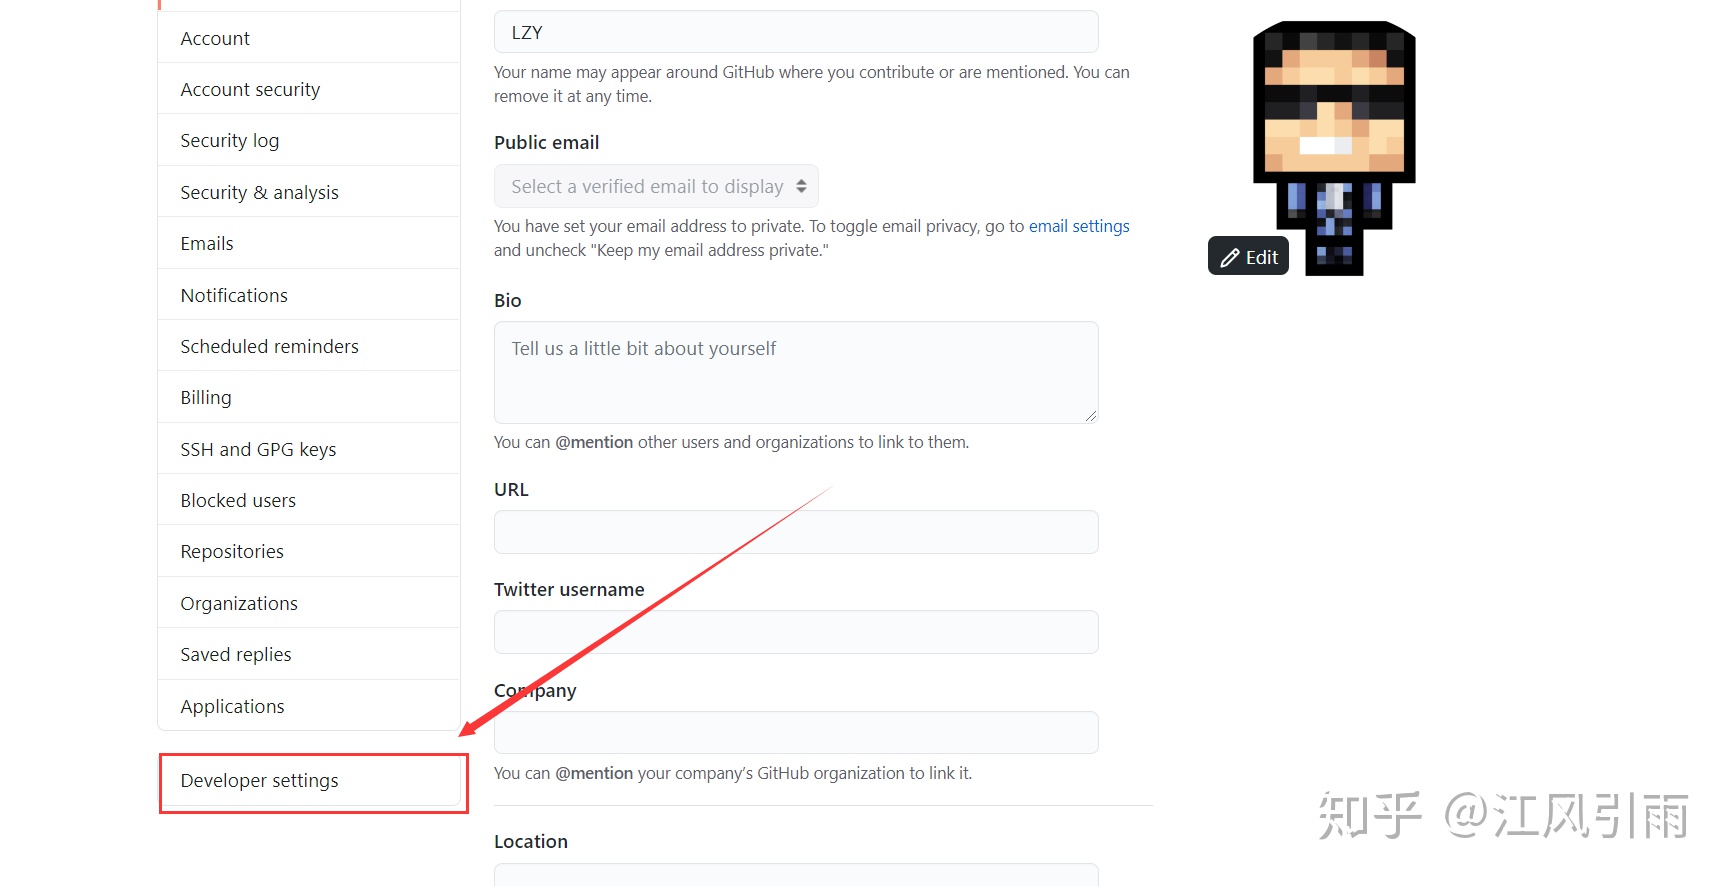 Account
Account security
Security log
Security & analysis
Emails
Notifications
Scheduled reminders
Billing
SSH and GPG keys
Blocked users
Repositories
Organizations
Saved replies
Applications
Developer settings
LZY
Your name may appear around GitHub where you contribute or are mentioned. You can
remove it at any time.
Public email
Select a verified email to display
You have set your email address to private. To toggle email privacy, go to email settings
and uncheck "Keep my email address private."
Bio
Tell us a little bit about yourself
You can @mention other users and organizations to link to them.
URL
Twitter username
Company
You can @mention your company’s GitHub organization to link it.
Location
Edit
知乎 @江风引雨